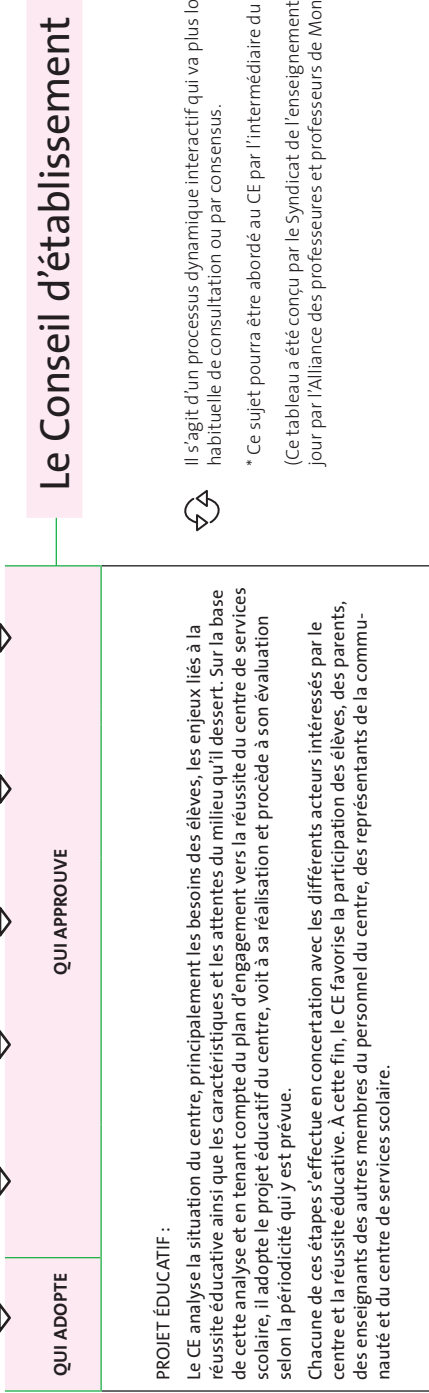 QUI ADOPTE
QUI APPROUVE
PROJET ÉDUCATIF :
Le CE analyse la situation du centre, principalement les besoins des élèves, les enjeux liés à la
réussite éducative ainsi que les caractéristiques et les attentes du milieu qu'il dessert. Sur la base
de cette analyse et en tenant compte du plan d'engagement vers la réussite du centre de services
scolaire, il adopte le projet éducatif du centre, voit à sa réalisation et procède à son évaluation
selon la périodicité qui y est prévue.
Chacune de ces étapes s'effectue en concertation avec les différents acteurs intéressés par le
centre et la réussite éducative. À cette fin, le CE favorise la participation des élèves, des parents,
des enseignants des autres membres du personnel du centre, des représentants de la commu-
nauté et du centre de services scolaire.
Le Conseil d'établissement
Il s'agit d'un processus dynamique interactif qui va plus lo
habituelle de consultation ou par consensus.
* Ce sujet pourra être abordé au CE par l'intermédiaire du
(Ce tableau a été conçu par le Syndicat de l'enseignement
jour par l'Alliance des professeures et professeurs de Mon